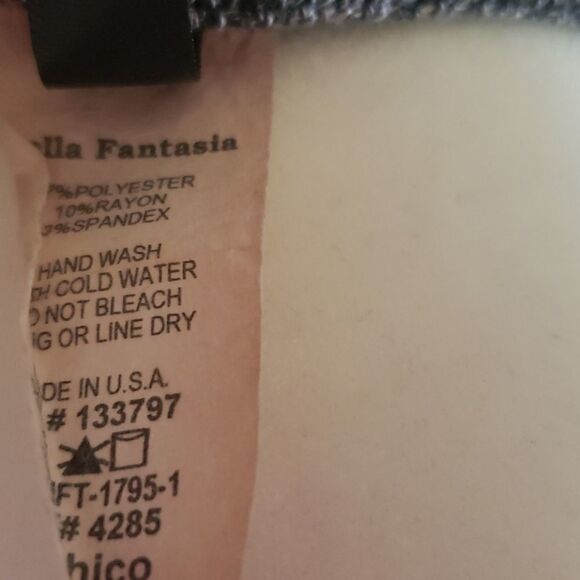 lla Fantasia
%POLYESTER
10%RAYON
3%SPANDEX
HAND WASH
H COLD WATER
NOT BLEACH
G OR LINE DRY
DE IN U.S.A.
# 133797
FT-1795-1
# 4285
hico